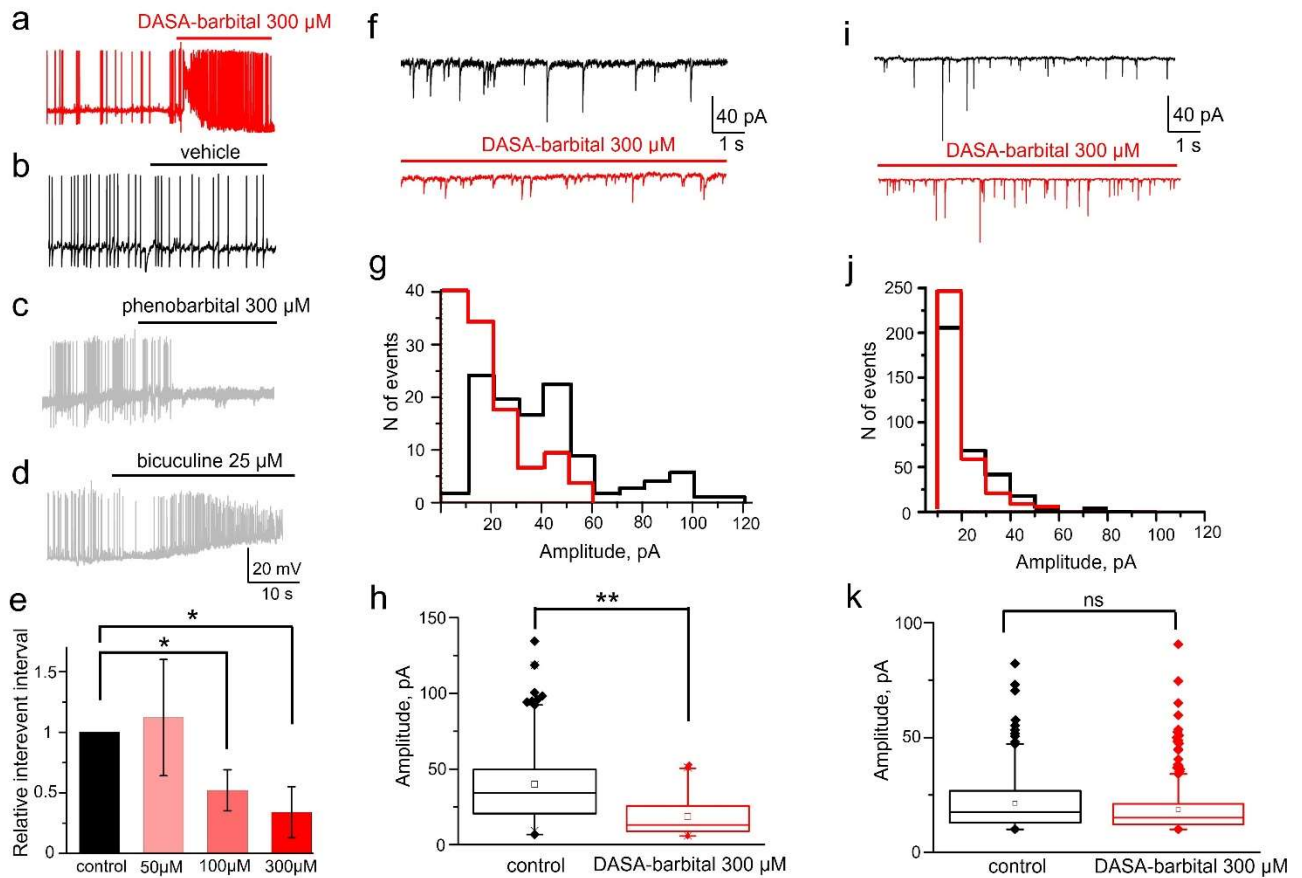 a
DASA-barbital 300 µM
b
vehicle
c
phenobarbital 300 µM
d
bicuculine 25 µM
20 mV
10 s
e
Relative interevent interval
1.5
1
0.5
0
* 
*
control 50µM 100µM 300µM
f
40 pA
1 s
DASA-barbital 300 µM
g
N of events
40
30
20
10
0
20 40 60 80 100 120
Amplitude, pA
h
Amplitude, pA
150
100
50
0
**
control DASA-barbital 300 µM
i
40 pA
1 s
DASA-barbital 300 µM
j
N of events
250
200
150
100
50
0
20 40 60 80 100 120
Amplitude, pA
k
Amplitude, pA
100
50
0
ns
control DASA-barbital 300 µM